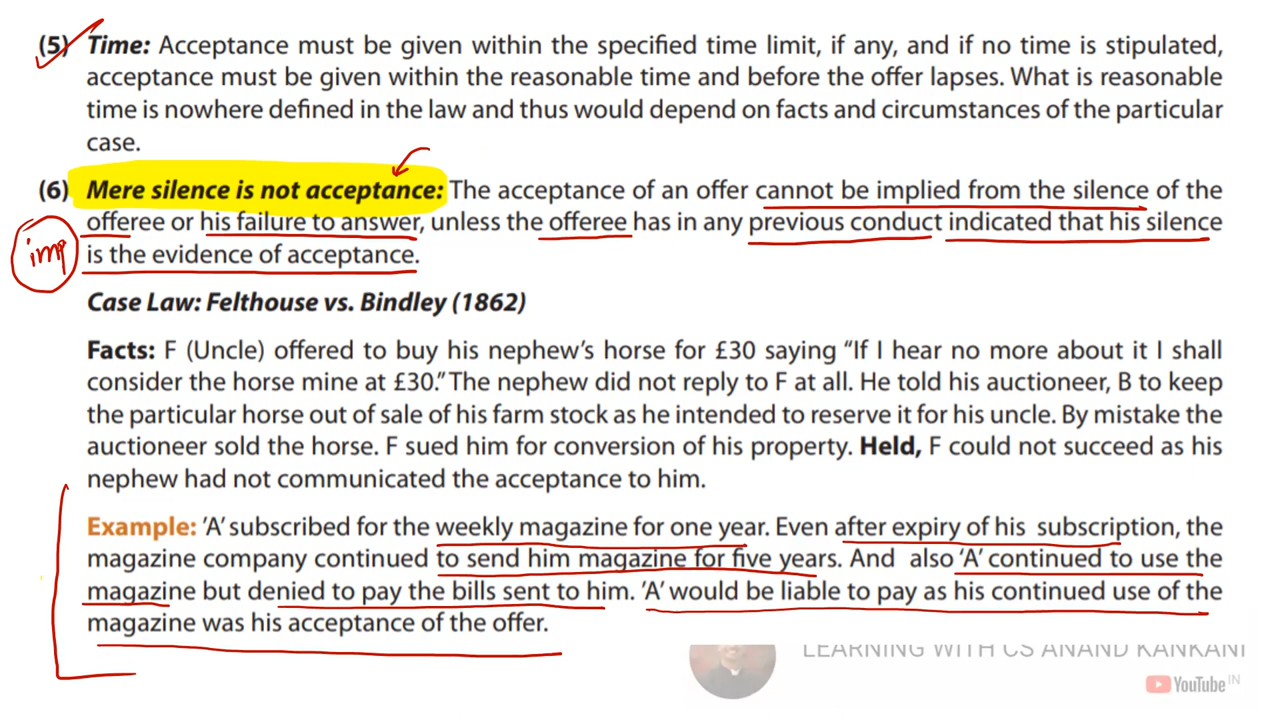 (5) Time: Acceptance must be given within the specified time limit, if any, and if no time is stipulated,
acceptance must be given within the reasonable time and before the offer lapses. What is reasonable
time is nowhere defined in the law and thus would depend on facts and circumstances of the particular
case.
(6) Mere silence is not acceptance: The acceptance of an offer cannot be implied from the silence of the
offeree or his failure to answer, unless the offeree has in any previous conduct indicated that his silence
imp
is the evidence of acceptance.
Case Law: Felthouse vs. Bindley (1862)
Facts: F (Uncle) offered to buy his nephew’s horse for £30 saying “If I hear no more about it I shall
consider the horse mine at £30.” The nephew did not reply to F at all. He told his auctioneer, B to keep
the particular horse out of sale of his farm stock as he intended to reserve it for his uncle. By mistake the
auctioneer sold the horse. F sued him for conversion of his property. Held, F could not succeed as his
nephew had not communicated the acceptance to him.
Example: ‘A’ subscribed for the weekly magazine for one year. Even after expiry of his subscription, the
magazine company continued to send him magazine for five years. And also ‘A’ continued to use the
magazine but denied to pay the bills sent to him. ‘A’ would be liable to pay as his continued use of the
magazine was his acceptance of the offer.
LEARNING WITH CS ANAND KANKANI
YouTube IN